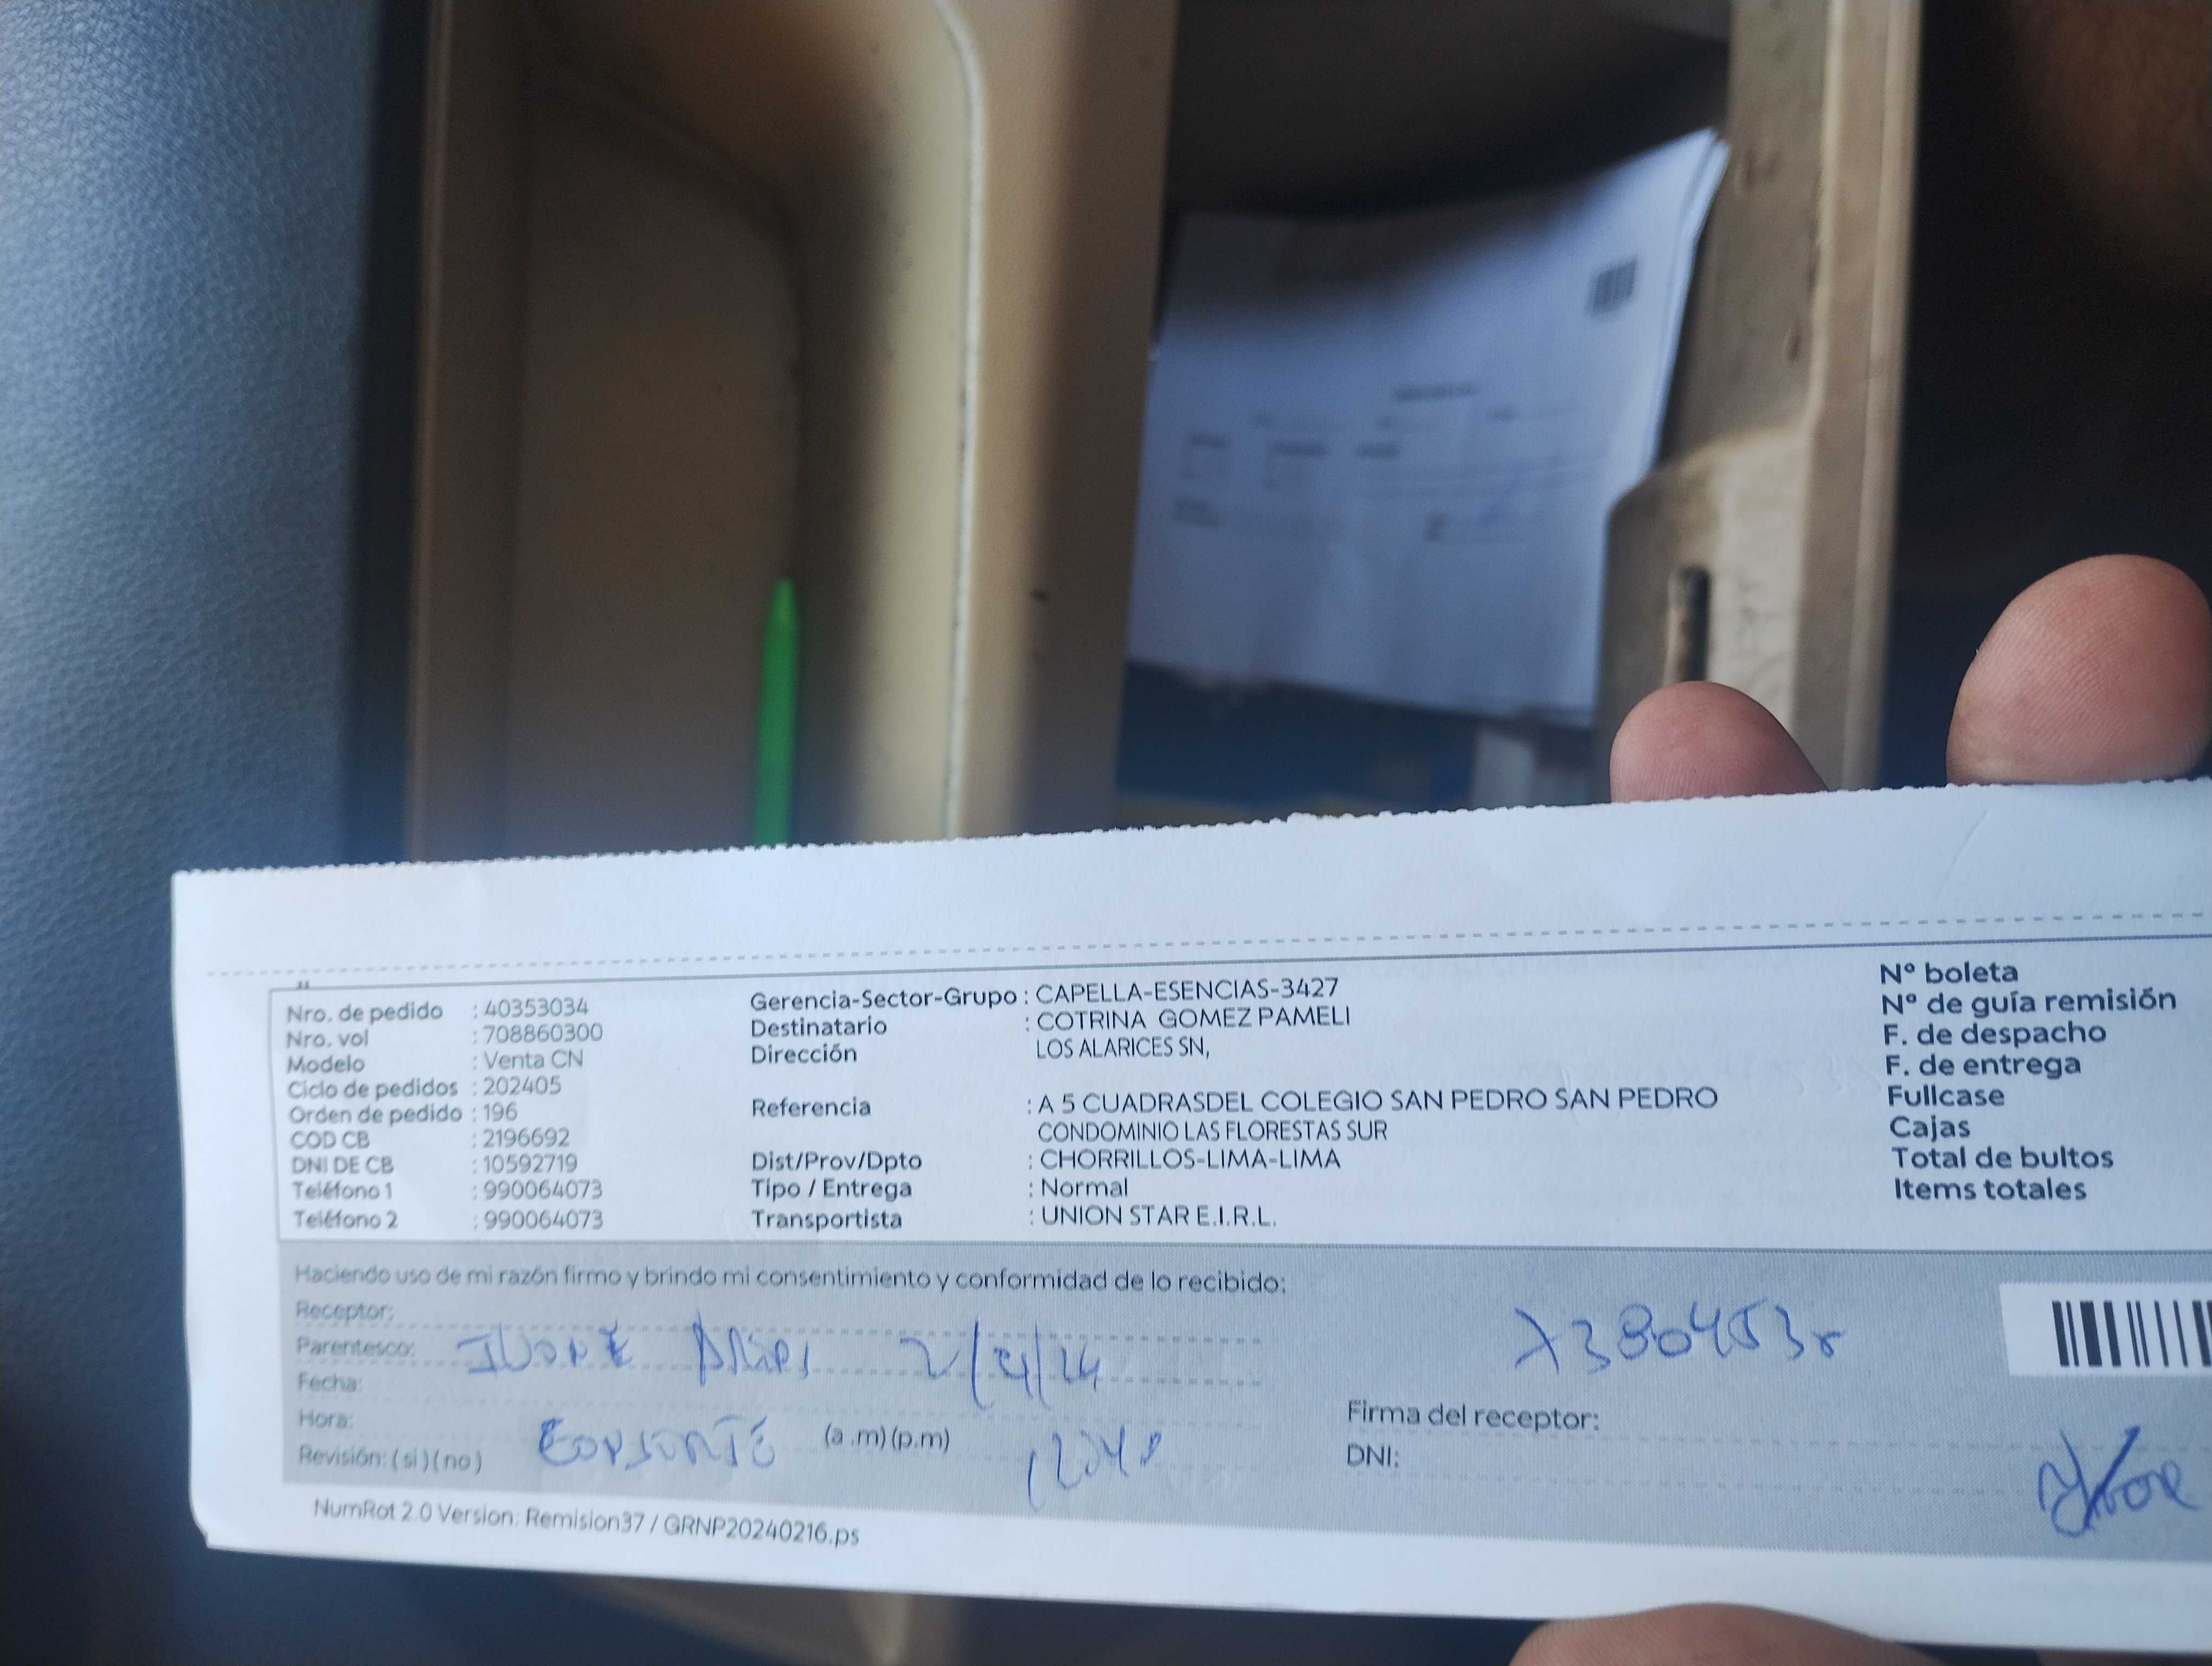 Nro. de pedido : 40353034
Nro. vol : 708860300
Modelo : Venta CN
Ciclo de pedidos : 202405
Orden de pedido : 196
COD CB : 2196692
DNI DE CB : 10592719
Teléfono 1 : 990064073
Teléfono 2 : 990064073
Gerencia-Sector-Grupo : CAPELLA-ESENCIAS-3427
Destinatario : COTRINA GOMEZ PAMELI
Dirección LOS ALARICES SN,
Referencia : A 5 CUADRASDEL COLEGIO SAN PEDRO SAN PEDRO
CONDOMINIO LAS FLORESTAS SUR
Dist/Prov/Dpto : CHORRILLOS-LIMA-LIMA
Tipo / Entrega : Normal
Transportista : UNION STAR E.I.R.L.
N° boleta
N° de guía remisión
F. de despacho
F. de entrega
Fullcase
Cajas
Total de bultos
Items totales
Haciendo uso de mi razón firmo y brindo mi consentimiento y conformidad de lo recibido:
Receptor:
Parentesco:
Fecha:
Hora: (a .m) (p.m)
Revisión: ( si ) ( no )
Firma del receptor:
DNI:
NumRot 2.0 Version: Remision37 / GRNP20240216.ps